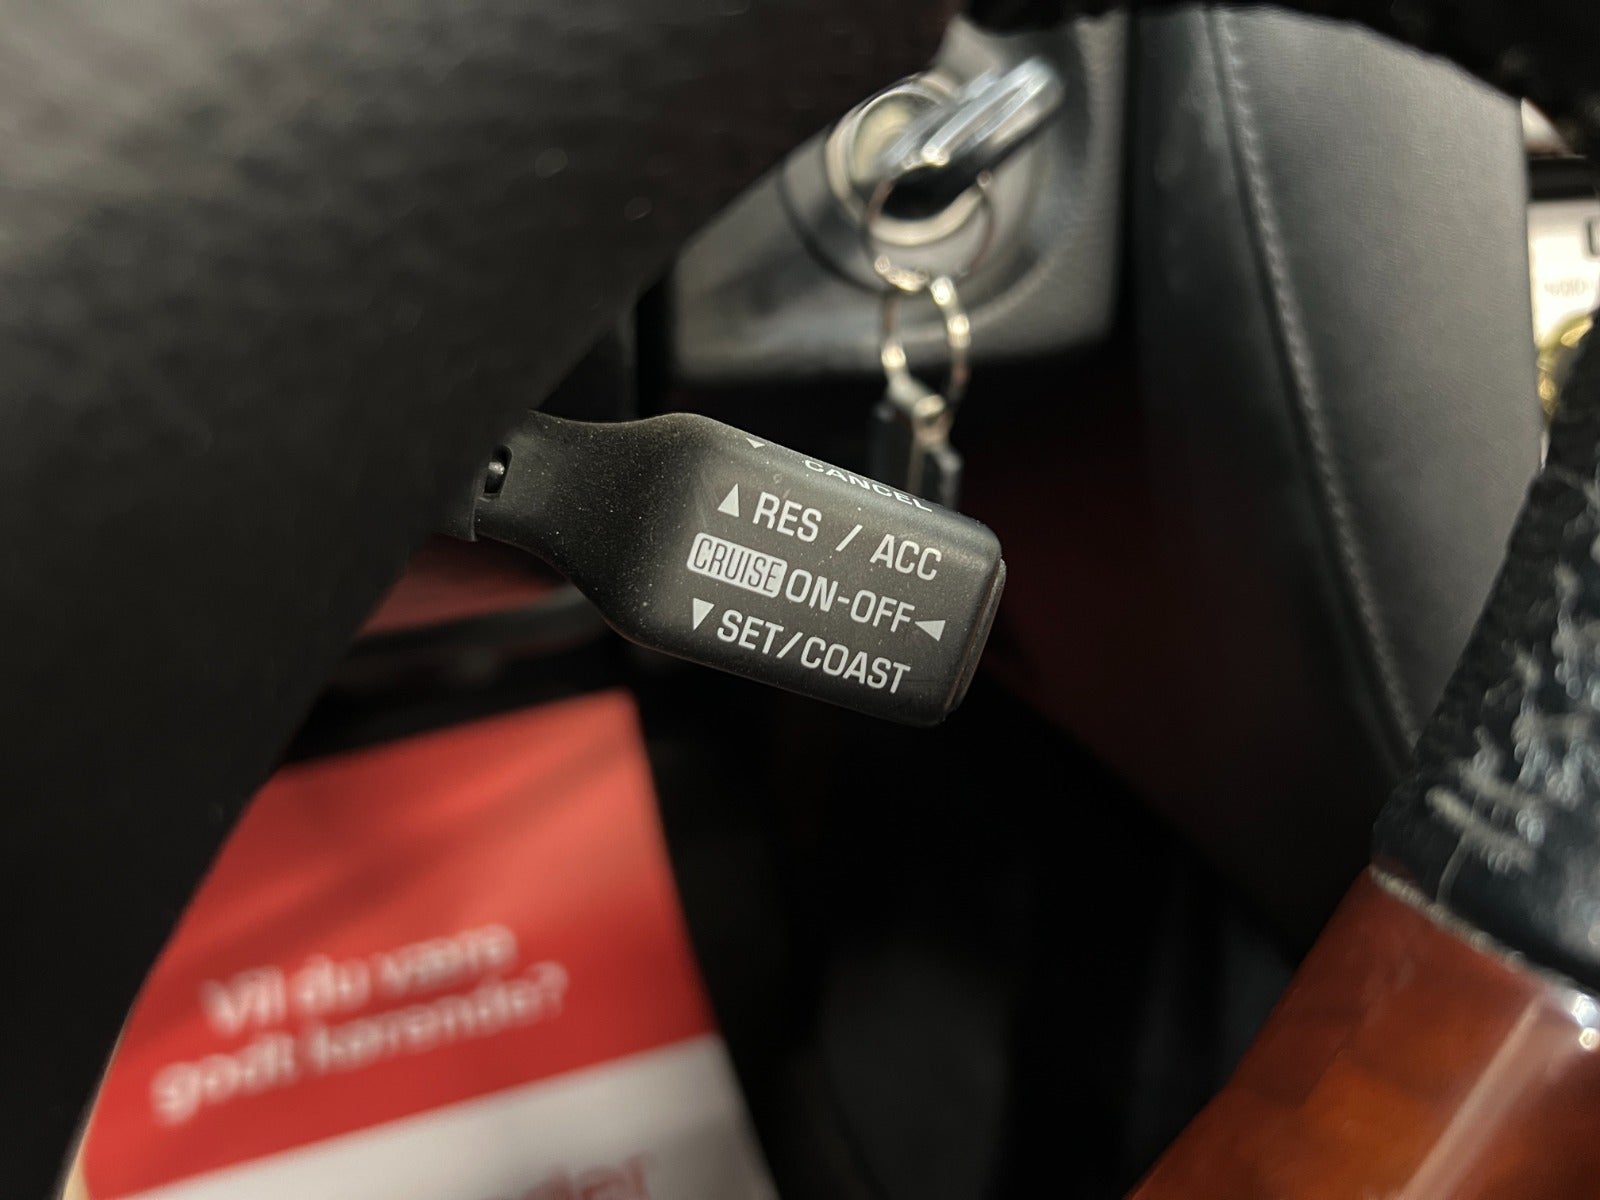 CANCEL
RES / ACC
CRUISE ON-OFF
SET/COAST
Vil du være
godt kørende?